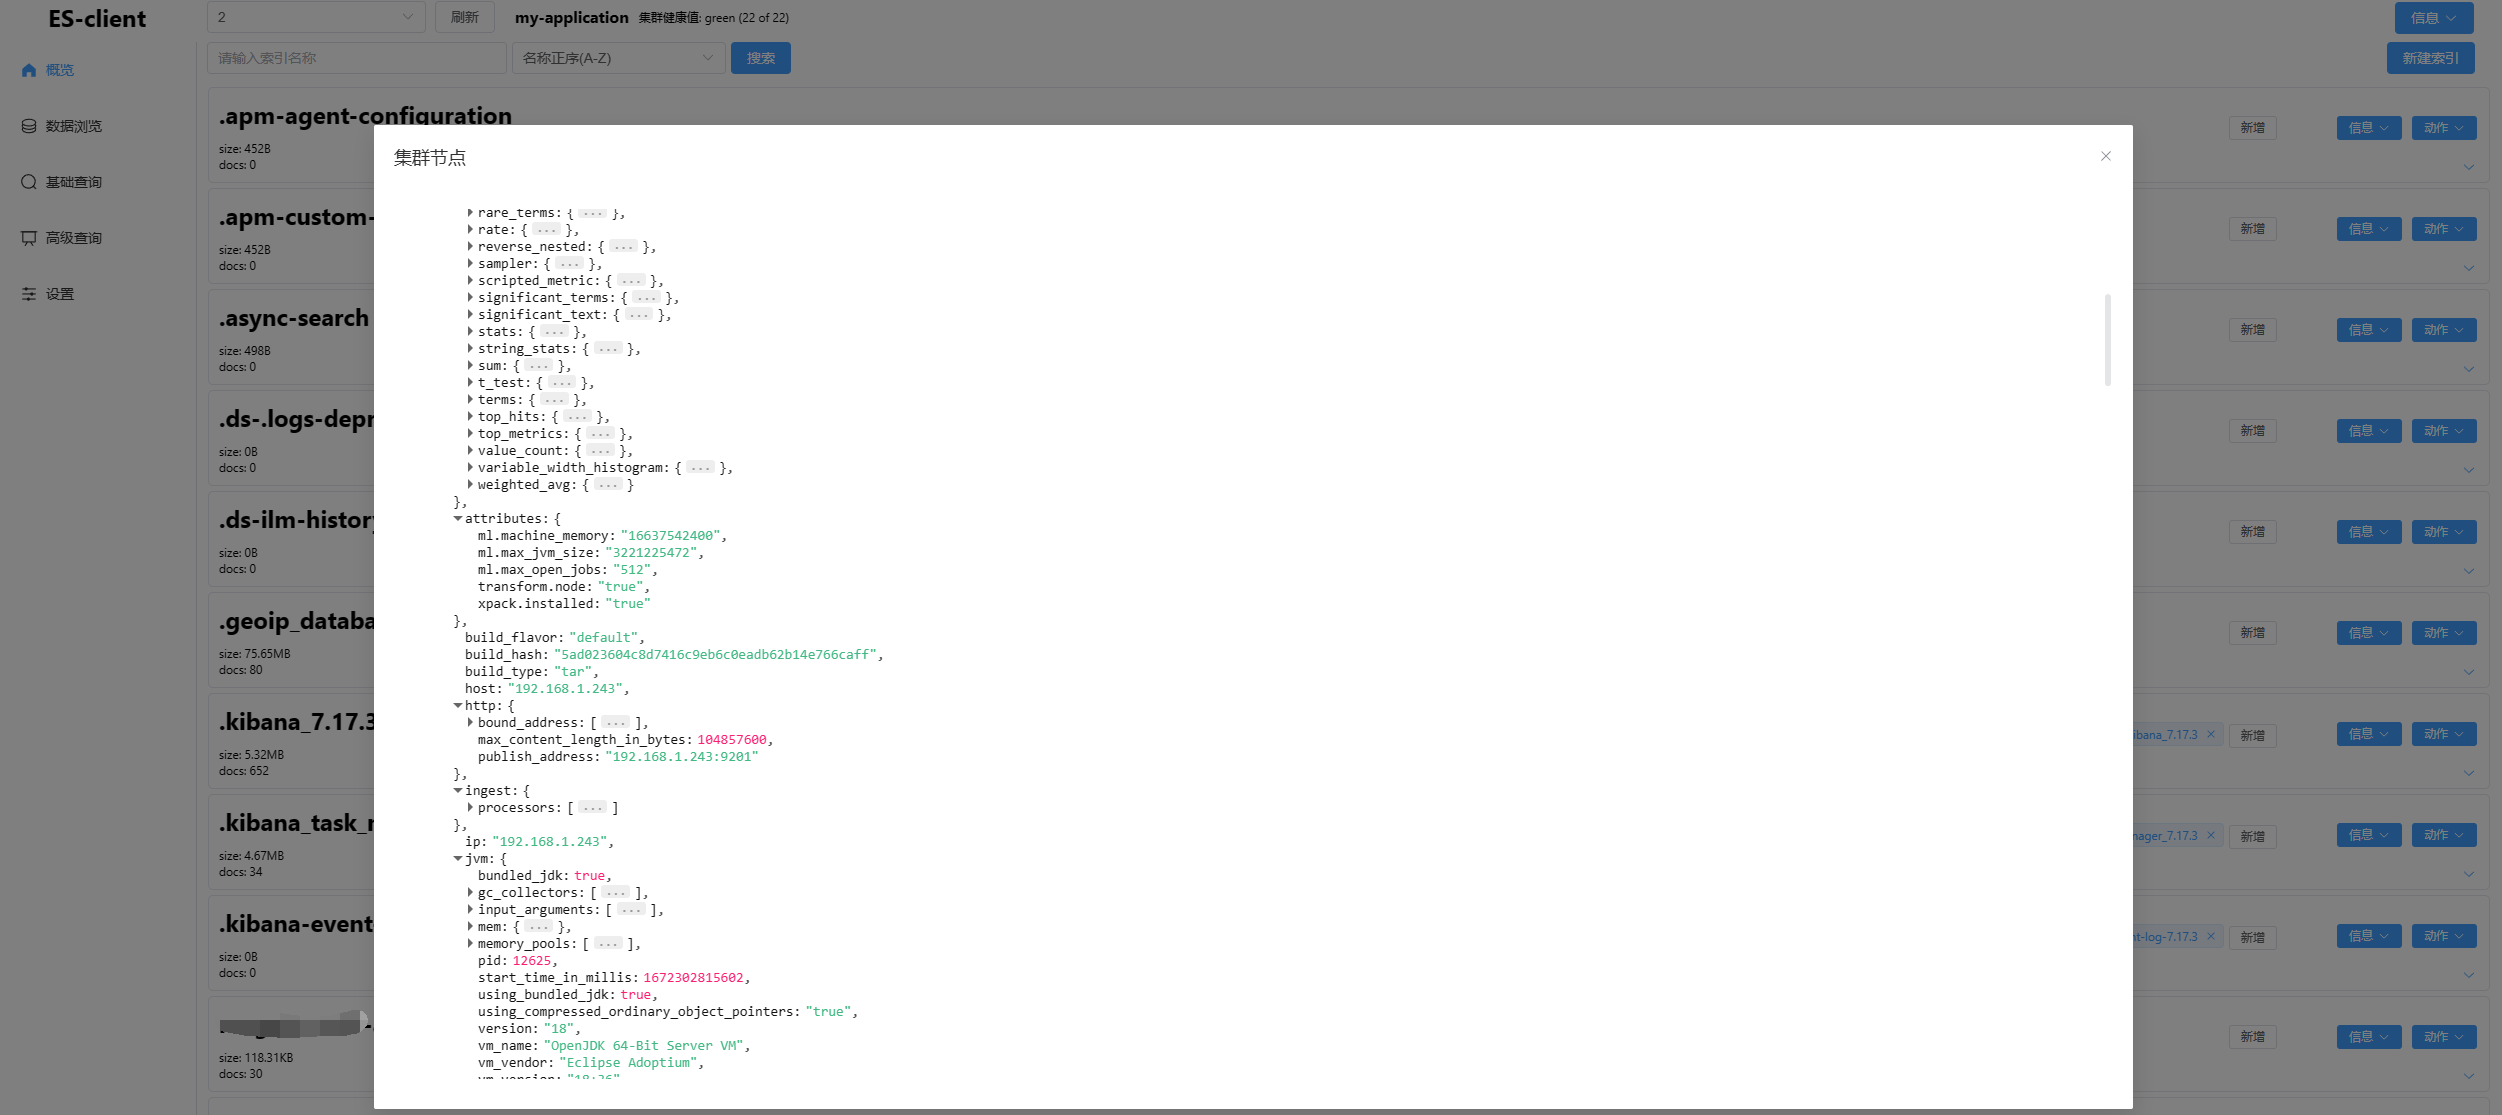 ES-client
2
刷新
my-application 集群健康值: green (22 of 22)
信息
请输入索引名称
名称正序(A-Z)
搜索
新建索引
概览
数据浏览
基础查询
高级查询
设置
.apm-agent-configuration
size: 452B
docs: 0
新增 信息 动作
.apm-custom-
size: 452B
docs: 0
新增 信息 动作
.async-search
size: 498B
docs: 0
新增 信息 动作
.ds-.logs-depr
size: 0B
docs: 0
新增 信息 动作
.ds-ilm-history
size: 0B
docs: 0
新增 信息 动作
.geoip_databa
size: 75.65MB
docs: 80
新增 信息 动作
.kibana_7.17.3
size: 5.32MB
docs: 652
ibana_7.17.3 新增 信息 动作
.kibana_task_
size: 4.67MB
docs: 34
nager_7.17.3 新增 信息 动作
.kibana-event
size: 0B
docs: 0
nt-log-7.17.3 新增 信息 动作
size: 118.31KB
docs: 30
新增 信息 动作
集群节点
rare_terms: { ... },
rate: { ... },
reverse_nested: { ... },
sampler: { ... },
scripted_metric: { ... },
significant_terms: { ... },
significant_text: { ... },
stats: { ... },
string_stats: { ... },
sum: { ... },
t_test: { ... },
terms: { ... },
top_hits: { ... },
top_metrics: { ... },
value_count: { ... },
variable_width_histogram: { ... },
weighted_avg: { ... }
},
attributes: {
ml.machine_memory: "16637542400",
ml.max_jvm_size: "3221225472",
ml.max_open_jobs: "512",
transform.node: "true",
xpack.installed: "true"
},
build_flavor: "default",
build_hash: "5ad023604c8d7416c9eb6c0eadb62b14e766caff",
build_type: "tar",
host: "192.168.1.243",
http: {
bound_address: [ ... ],
max_content_length_in_bytes: 104857600,
publish_address: "192.168.1.243:9201"
},
ingest: {
processors: [ ... ]
},
ip: "192.168.1.243",
jvm: {
bundled_jdk: true,
gc_collectors: [ ... ],
input_arguments: [ ... ],
mem: { ... },
memory_pools: [ ... ],
pid: 12625,
start_time_in_millis: 1672302815602,
using_bundled_jdk: true,
using_compressed_ordinary_object_pointers: "true",
version: "18",
vm_name: "OpenJDK 64-Bit Server VM",
vm_vendor: "Eclipse Adoptium",
vm_version: "18+36"